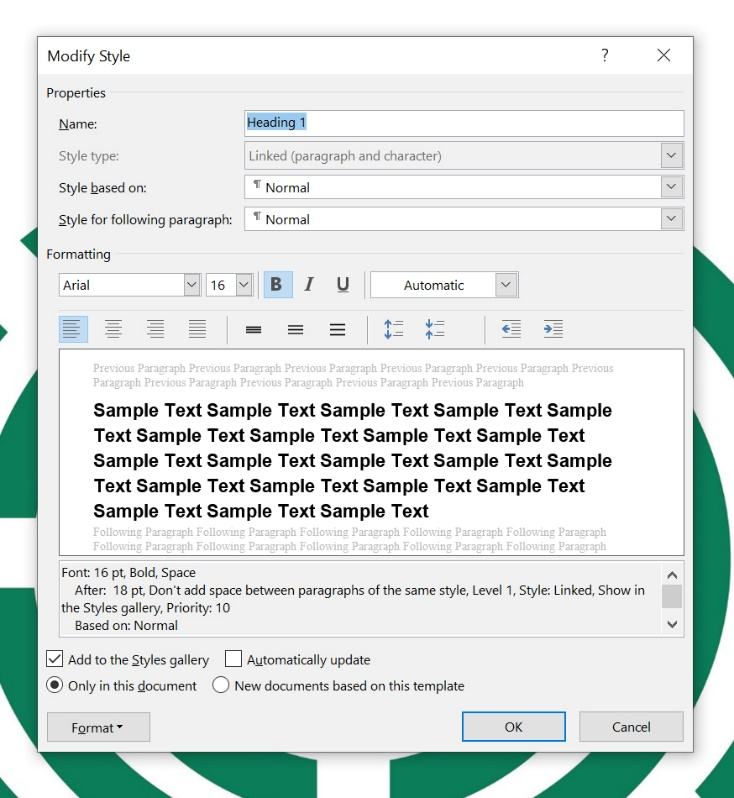 Modify Style
?
Properties
Name:
Heading 1
Style type:
Linked (paragraph and character)
Style based on:
¶ Normal
Style for following paragraph:
¶ Normal
Formatting
Arial
16
B
I
U
Automatic
Previous Paragraph Previous Paragraph Previous Paragraph Previous Paragraph Previous Paragraph Previous
Paragraph Previous Paragraph Previous Paragraph Previous Paragraph Previous Paragraph
Sample Text Sample Text Sample Text Sample Text Sample
Text Sample Text Sample Text Sample Text Sample Text
Sample Text Sample Text Sample Text Sample Text Sample
Text Sample Text Sample Text Sample Text Sample Text
Sample Text Sample Text Sample Text
Following Paragraph Following Paragraph Following Paragraph Following Paragraph Following Paragraph
Following Paragraph Following Paragraph Following Paragraph Following Paragraph Following Paragraph
Font: 16 pt, Bold, Space
After: 18 pt, Don't add space between paragraphs of the same style, Level 1, Style: Linked, Show in
the Styles gallery, Priority: 10
Based on: Normal
Add to the Styles gallery
Automatically update
Only in this document
New documents based on this template
Format
OK
Cancel